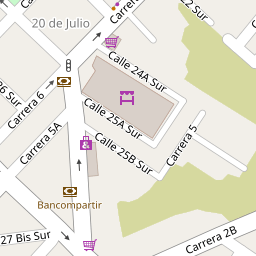 20 de Julio
Carrera
Calle 24A Sur
Carrera 6
Calle 25A Sur
Carrera 5A
Calle 25B Sur
Carrera 5
Bancompartir
27 Bis Sur
Carrera 2B
Sur